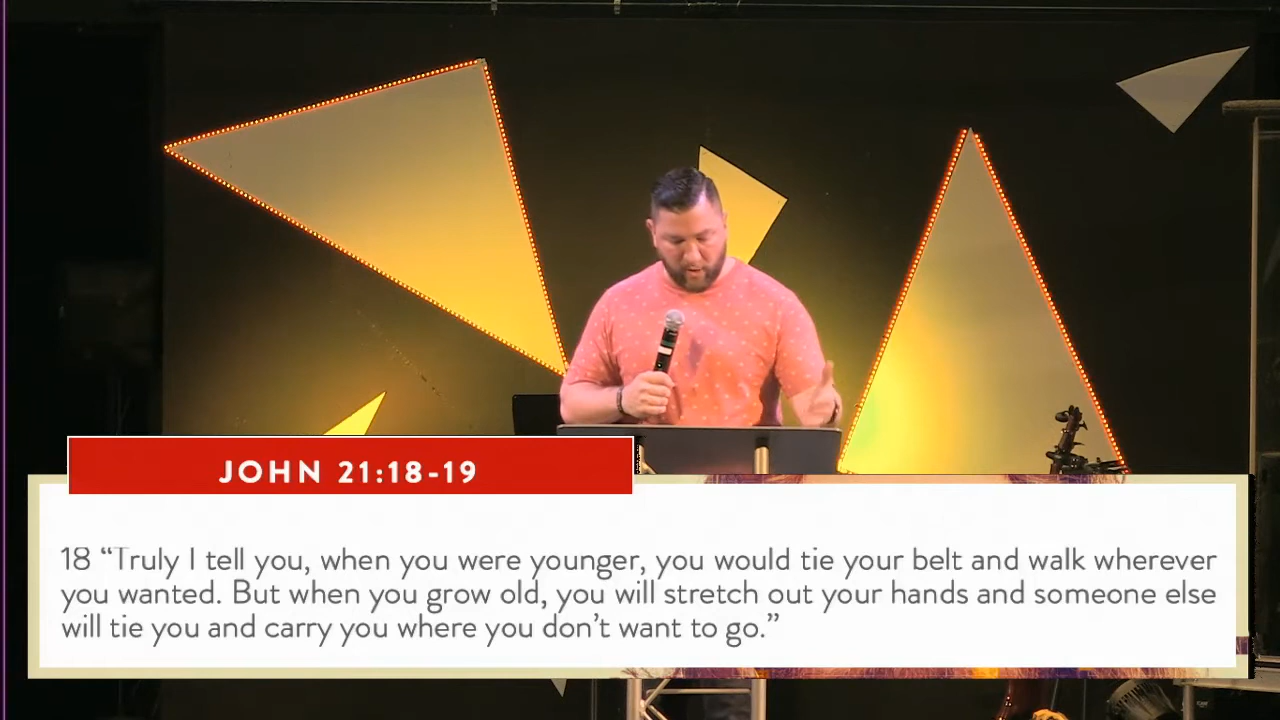 JOHN 21:18-19
18 “Truly I tell you, when you were younger, you would tie your belt and walk wherever
you wanted. But when you grow old, you will stretch out your hands and someone else
will tie you and carry you where you don’t want to go.”